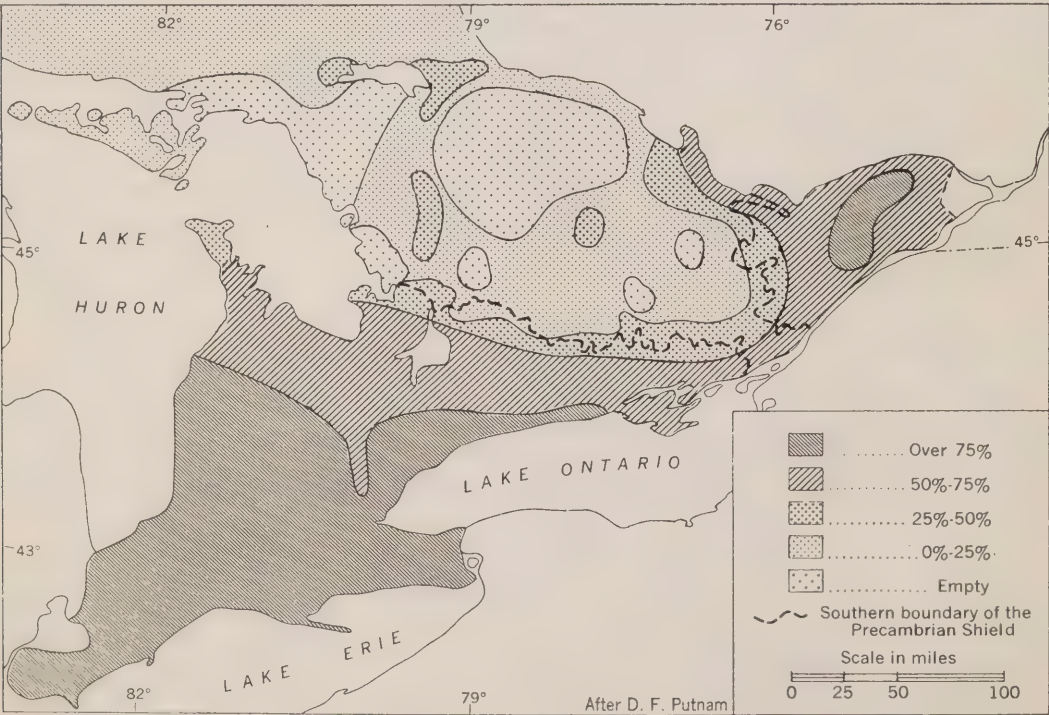 82°
79°
76°
LAKE
HURON
45°
45°
43°
LAKE ONTARIO
LAKE ERIE
82°
79°
After D. F. Putnam
......Over 75%
........50%-75%
........25%-50%
.........0%-25%
......... Empty
Southern boundary of the
Precambrian Shield
Scale in miles
0 25 50 100